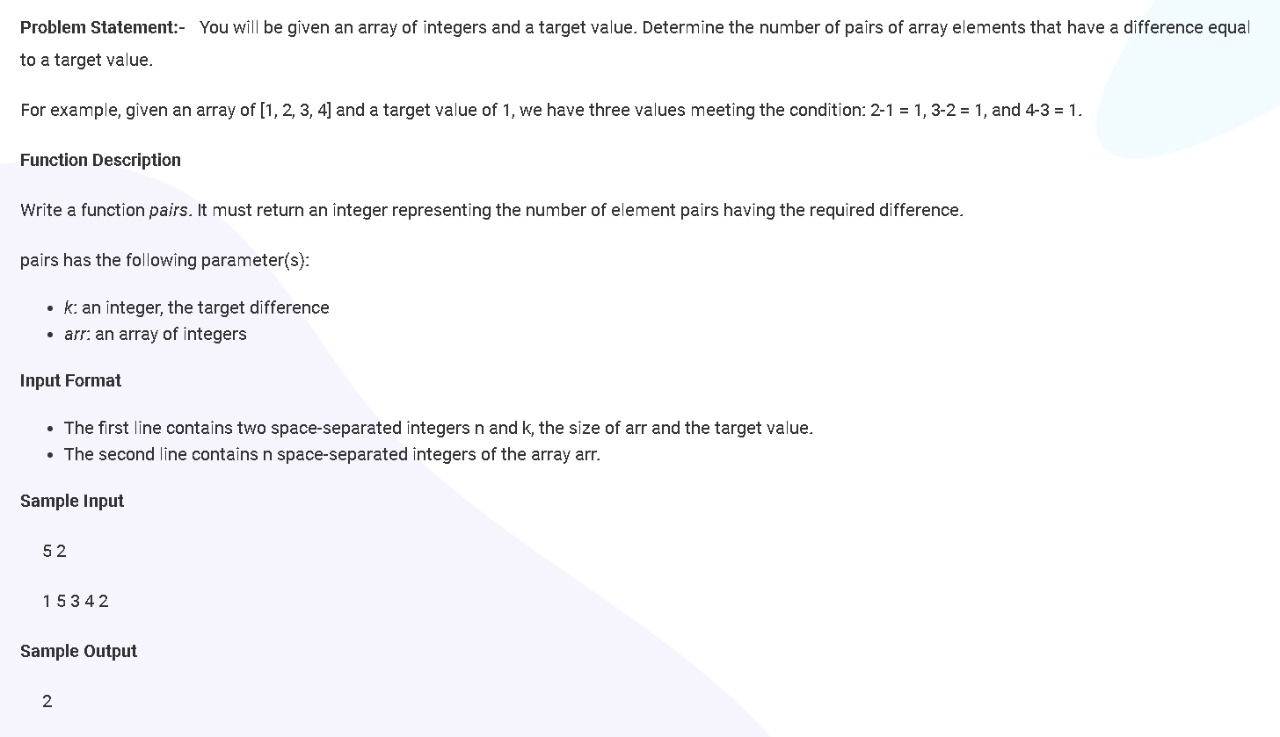 Problem Statement:- You will be given an array of integers and a target value. Determine the number of pairs of array elements that have a difference equal
to a target value.
For example, given an array of [1, 2, 3, 4] and a target value of 1, we have three values meeting the condition: 2-1 = 1, 3-2 = 1, and 4-3 = 1.
Function Description
Write a function pairs. It must return an integer representing the number of element pairs having the required difference.
pairs has the following parameter(s):
• k: an integer, the target difference
• arr: an array of integers
Input Format
• The first line contains two space-separated integers n and k, the size of arr and the target value.
• The second line contains n space-separated integers of the array arr.
Sample Input
5 2
1 5 3 4 2
Sample Output
2